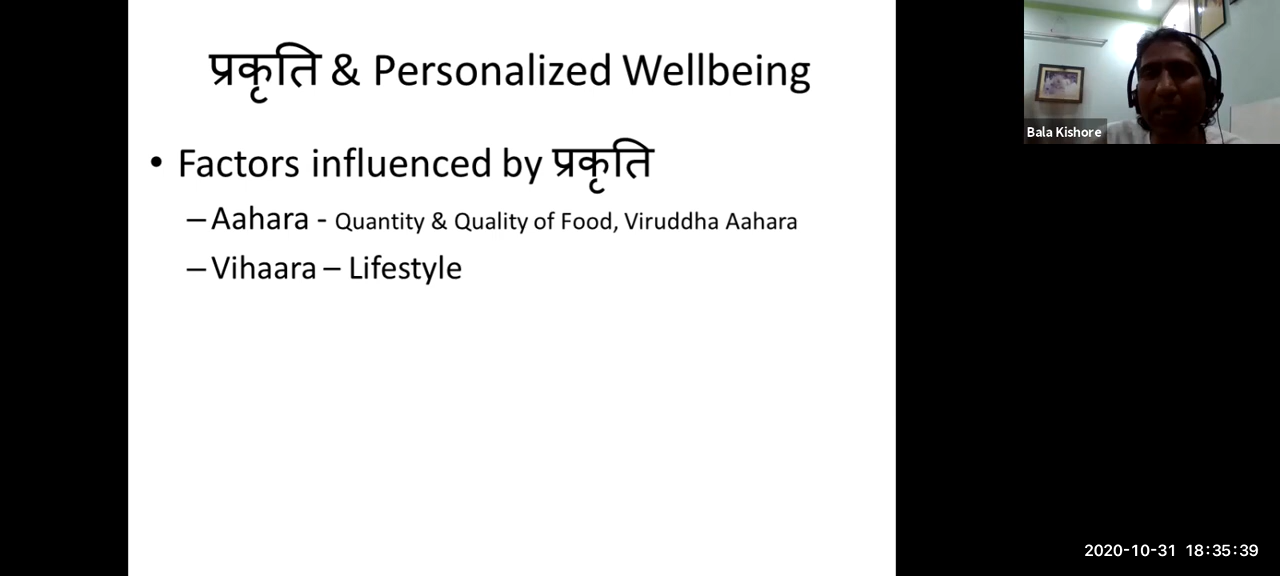 प्रकृति & Personalized Wellbeing
• Factors influenced by प्रकृति
– Aahara - Quantity & Quality of Food, Viruddha Aahara
– Vihaara – Lifestyle
Bala Kishore
2020-10-31 18:35:39